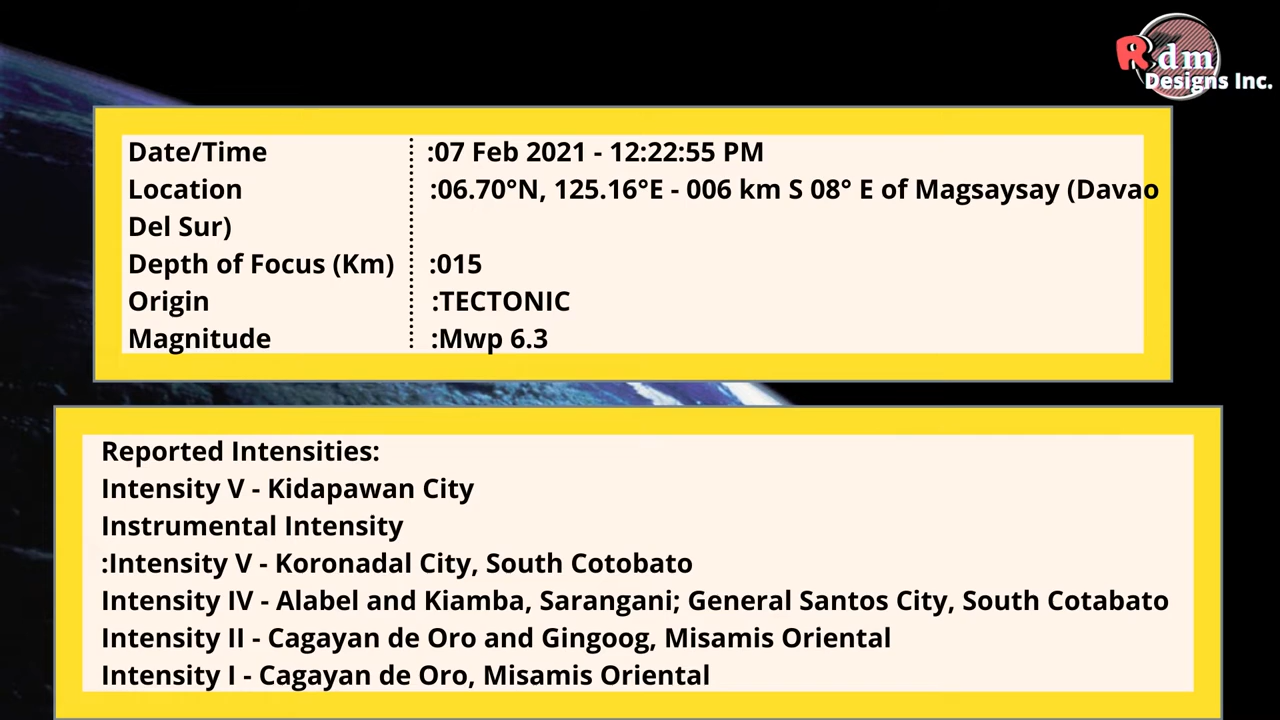 Rdm
Designs Inc.
Date/Time :07 Feb 2021 - 12:22:55 PM
Location :06.70°N, 125.16°E - 006 km S 08° E of Magsaysay (Davao
Del Sur)
Depth of Focus (Km) :015
Origin :TECTONIC
Magnitude :Mwp 6.3
Reported Intensities:
Intensity V - Kidapawan City
Instrumental Intensity
:Intensity V - Koronadal City, South Cotobato
Intensity IV - Alabel and Kiamba, Sarangani; General Santos City, South Cotabato
Intensity II - Cagayan de Oro and Gingoog, Misamis Oriental
Intensity I - Cagayan de Oro, Misamis Oriental